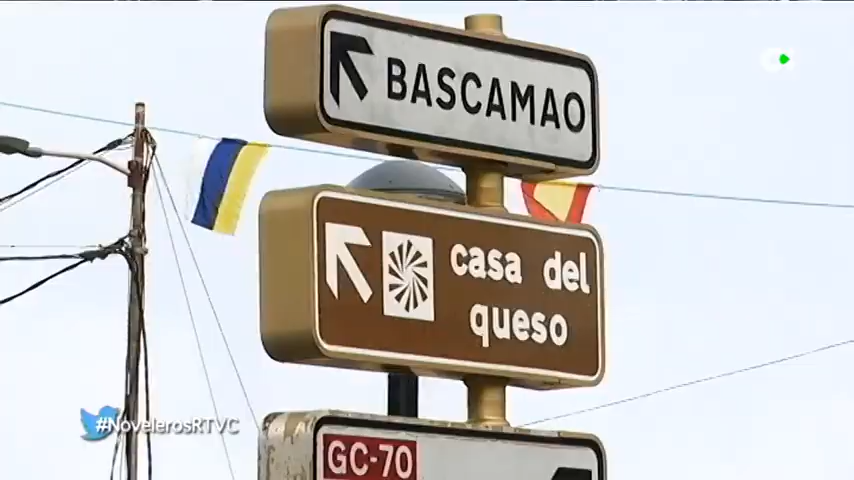 BASCAMAO
casa del
queso
GC-70
#NovelerosRTVC